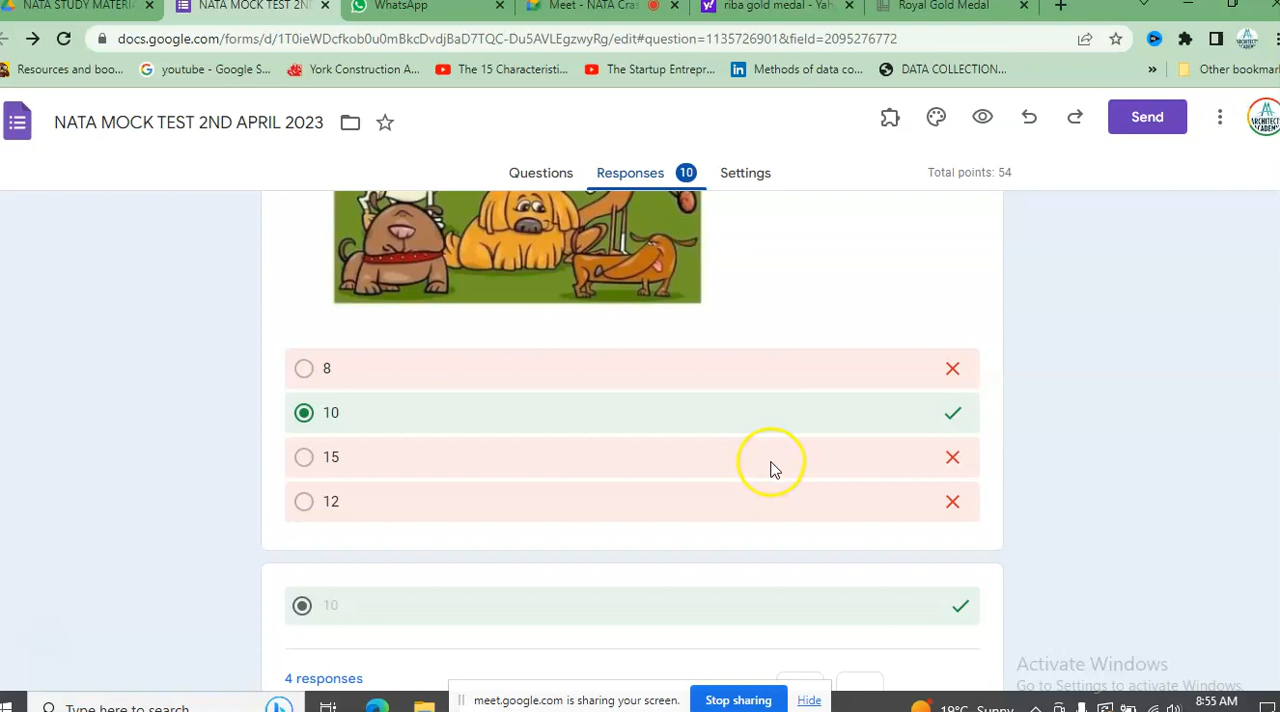 NATA STUDY MATERIA
NATA MOCK TEST 2ND
WhatsApp
Meet - NATA Cras
riba gold medal - Yah
Royal Gold Medal
docs.google.com/forms/d/1T0ieWDcfkob0u0mBkcDvdjBaD7TQC-Du5AVLEgzwyRg/edit#question=1135726901&field=2095276772
Resources and boo...
youtube - Google S...
York Construction A...
The 15 Characteristi...
The Startup Entrepr...
Methods of data co...
DATA COLLECTION...
»
Other bookmar
NATA MOCK TEST 2ND APRIL 2023
Send
Questions
Responses 10
Settings
Total points: 54
8
10
15
12
10
4 responses
Activate Windows
Go to Settings to activate Windows.
meet.google.com is sharing your screen.
Stop sharing
Hide
Type here to search
19°C Sunny
8:55 AM